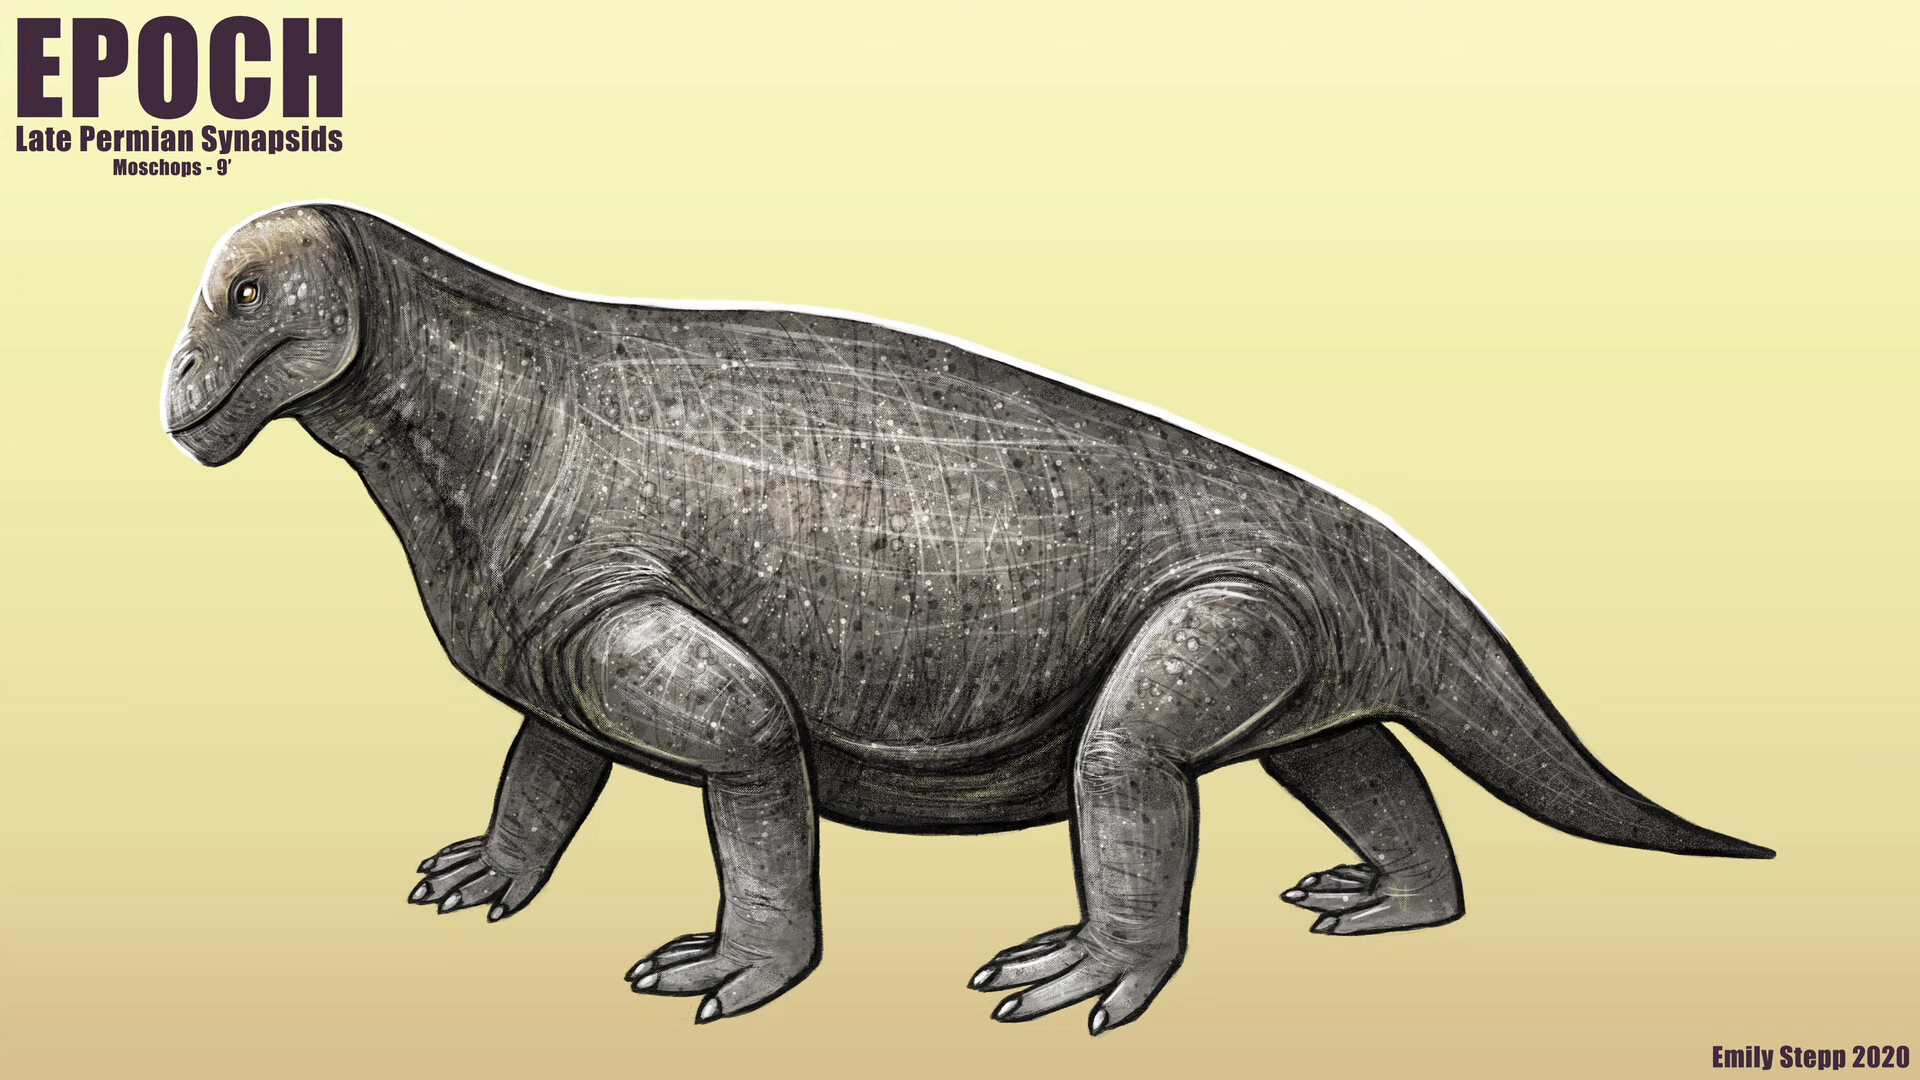 EPOCH
Late Permian Synapsids
Moschops - 9’
Emily Stepp 2020